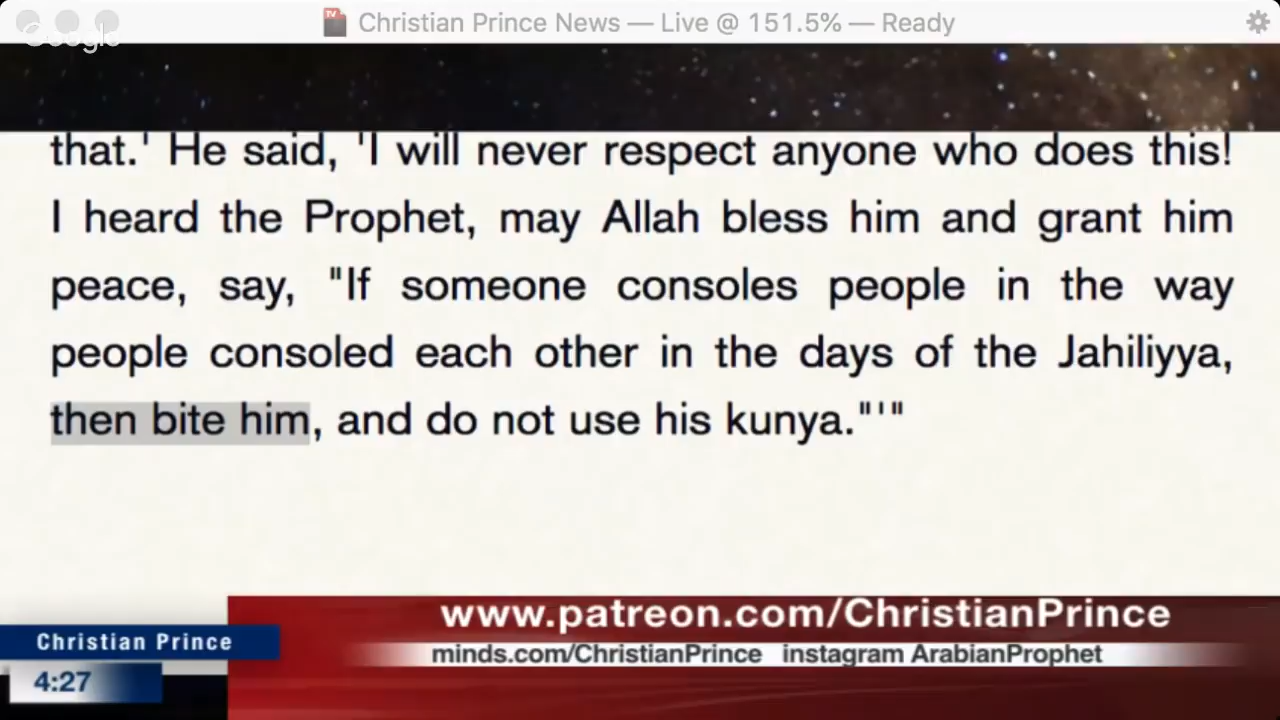 Christian Prince News — Live @ 151.5% — Ready
Google
that.' He said, 'I will never respect anyone who does this!
I heard the Prophet, may Allah bless him and grant him
peace, say, "If someone consoles people in the way
people consoled each other in the days of the Jahiliyya,
then bite him, and do not use his kunya."'"
www.patreon.com/ChristianPrince
Christian Prince
minds.com/ChristianPrince instagram ArabianProphet
4:27